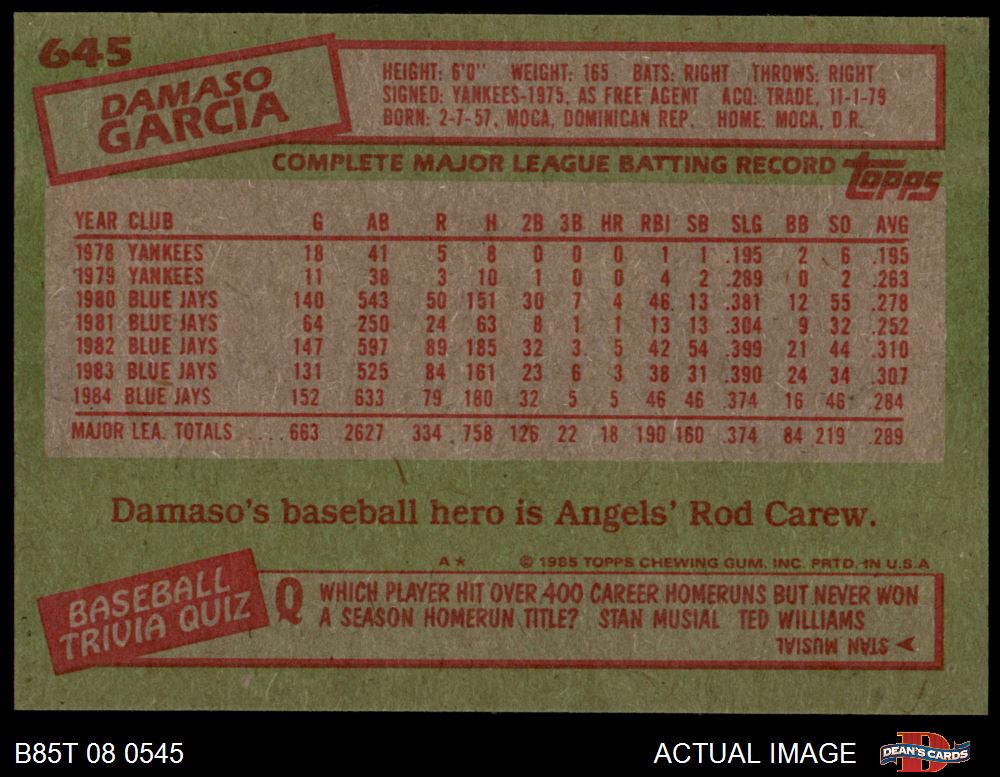 645
DAMASO
GARCIA
HEIGHT: 6'0" WEIGHT: 165 BATS: RIGHT THROWS: RIGHT
SIGNED: YANKEES-1975, AS FREE AGENT ACQ: TRADE, 11-1-79
BORN: 2-7-57, MOCA, DOMINICAN REP. HOME: MOCA, D.R.
COMPLETE MAJOR LEAGUE BATTING RECORD
topps
YEAR CLUB G AB R H 2B 3B HR RBI SB SLG BB SO AVG
1978 YANKEES 18 41 5 8 0 0 0 1 1 .195 2 6 .195
1979 YANKEES 11 38 3 10 1 0 0 4 2 .289 0 2 .263
1980 BLUE JAYS 140 543 50 151 30 7 4 46 13 .381 12 55 .278
1981 BLUE JAYS 64 250 24 63 8 1 1 13 13 .304 9 32 .252
1982 BLUE JAYS 147 597 89 185 32 3 5 42 54 .399 21 44 .310
1983 BLUE JAYS 131 525 84 161 23 6 3 38 31 .390 24 34 .307
1984 BLUE JAYS 152 633 79 180 32 5 5 46 46 .374 16 46 .284
MAJOR LEA. TOTALS .... 663 2627 334 758 126 22 18 190 160 .374 84 219 .289
Damaso's baseball hero is Angels' Rod Carew.
A* © 1985 TOPPS CHEWING GUM, INC. PRTD. IN U.S.A
BASEBALL
TRIVIA QUIZ
Q WHICH PLAYER HIT OVER 400 CAREER HOMERUNS BUT NEVER WON
A SEASON HOMERUN TITLE? STAN MUSIAL TED WILLIAMS
STAN MUSIAL
B85T 08 0545
ACTUAL IMAGE
DEAN'S CARDS